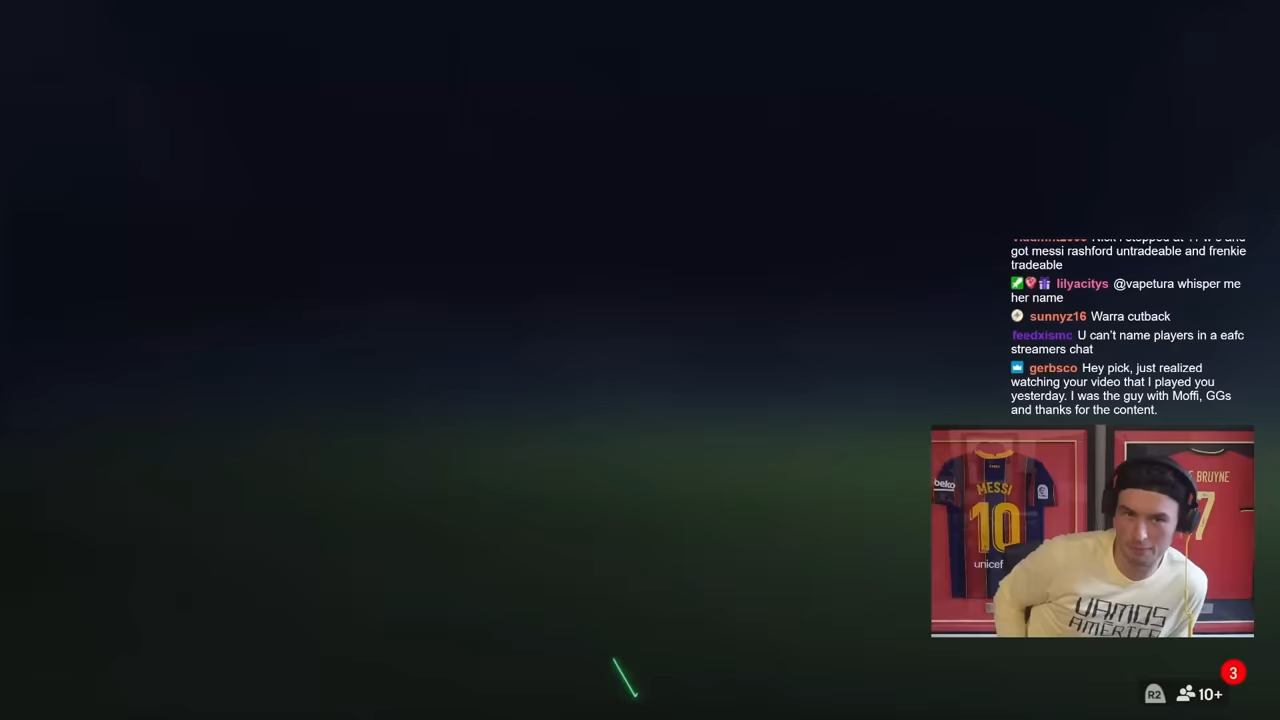 got messi rashford untradeable and frenkie
tradeable
lilyacitys @vapetura whisper me
her name
sunnyz16 Warra cutback
feedxismc U can't name players in a eafc
streamers chat
gerbsco Hey pick, just realized
watching your video that I played you
yesterday. I was the guy with Moffi, GGs
and thanks for the content.
beko
MESSI
10
unicef
BRUYNE
7
VAMOS
AMÉRICA
3
R2
10+